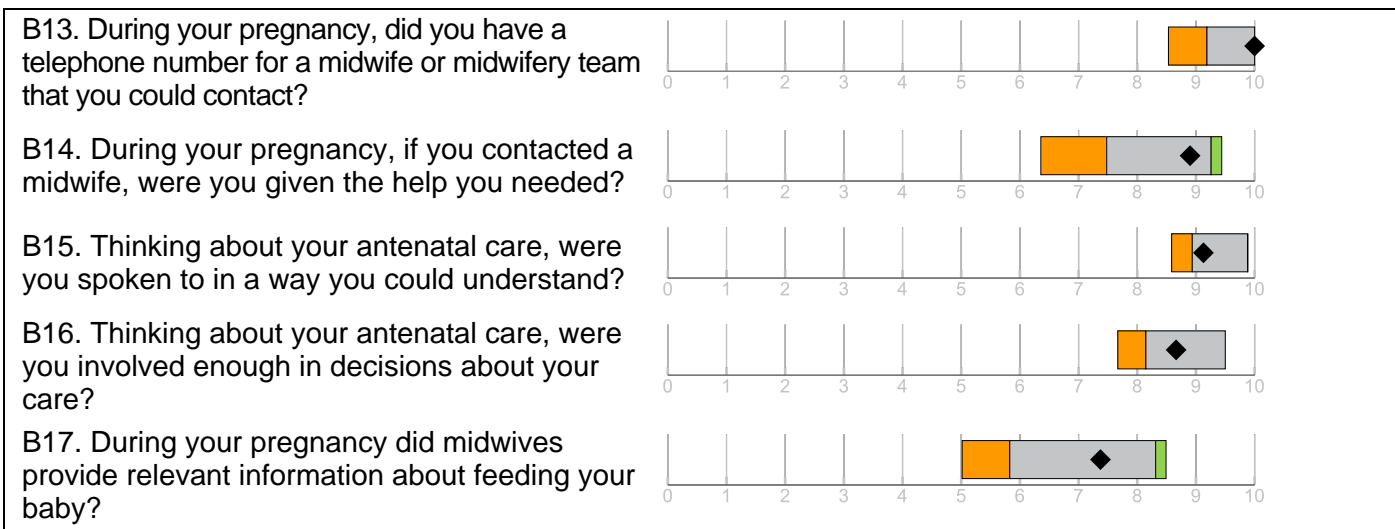 B13. During your pregnancy, did you have a
telephone number for a midwife or midwifery team
that you could contact?
0 1 2 3 4 5 6 7 8 9 10
B14. During your pregnancy, if you contacted a
midwife, were you given the help you needed?
0 1 2 3 4 5 6 7 8 9 10
B15. Thinking about your antenatal care, were
you spoken to in a way you could understand?
0 1 2 3 4 5 6 7 8 9 10
B16. Thinking about your antenatal care, were
you involved enough in decisions about your
care?
0 1 2 3 4 5 6 7 8 9 10
B17. During your pregnancy did midwives
provide relevant information about feeding your
baby?
0 1 2 3 4 5 6 7 8 9 10